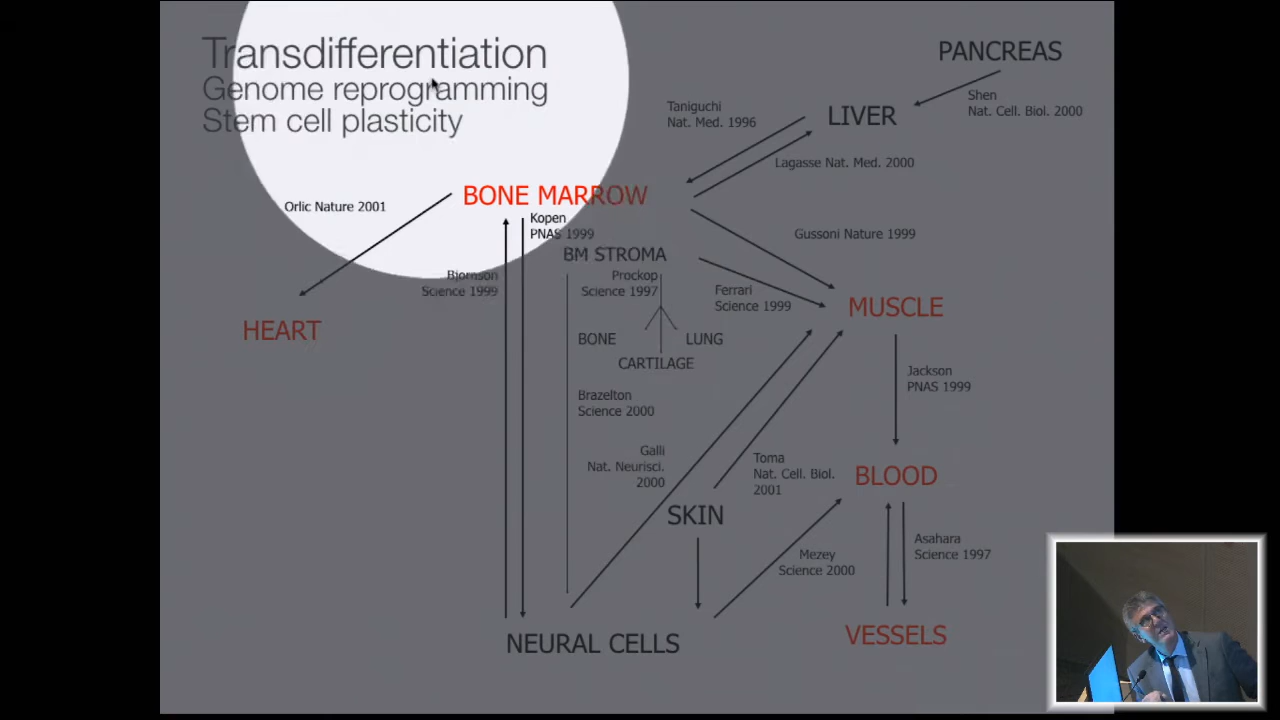 Transdifferentiation
Genome reprogramming
Stem cell plasticity
PANCREAS
Shen
Nat. Cell. Biol. 2000
Taniguchi
Nat. Med. 1996
LIVER
Lagasse Nat. Med. 2000
BONE MARROW
Orlic Nature 2001
Kopen
PNAS 1999
Gussoni Nature 1999
BM STROMA
Bjornson
Science 1999
Prockop
Science 1997
Ferrari
Science 1999
MUSCLE
HEART
BONE
LUNG
CARTILAGE
Jackson
PNAS 1999
Brazelton
Science 2000
Galli
Nat. Neurisci.
2000
Toma
Nat. Cell. Biol.
2001
BLOOD
SKIN
Mezey
Science 2000
Asahara
Science 1997
NEURAL CELLS
VESSELS